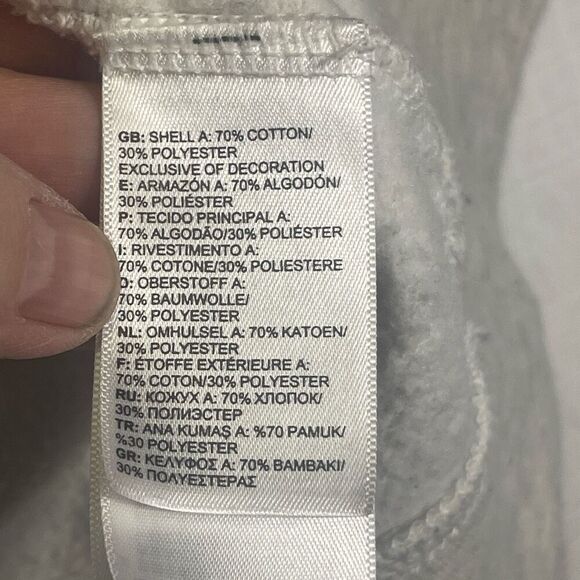 GB: SHELL A: 70% COTTON/
30% POLYESTER
EXCLUSIVE OF DECORATION
E: ARMAZÓN A: 70% ALGODÓN/
30% POLIÉSTER
P: TECIDO PRINCIPAL A:
70% ALGODÃO/30% POLIÉSTER
I: RIVESTIMENTO A:
70% COTONE/30% POLIESTERE
D: OBERSTOFF A:
70% BAUMWOLLE/
30% POLYESTER
NL: OMHULSEL A: 70% KATOEN/
30% POLYESTER
F: ÉTOFFE EXTÉRIEURE A:
70% COTON/30% POLYESTER
RU: КОЖУХ A: 70% ХЛОПОК/
30% ПОЛИЭСТЕР
TR: ANA KUMAŞ A: %70 PAMUK/
%30 POLYESTER
GR: ΚΕΛΥΦΟΣ A: 70% ΒΑΜΒΑΚΙ/
30% ΠΟΛΥΕΣΤΕΡΑΣ